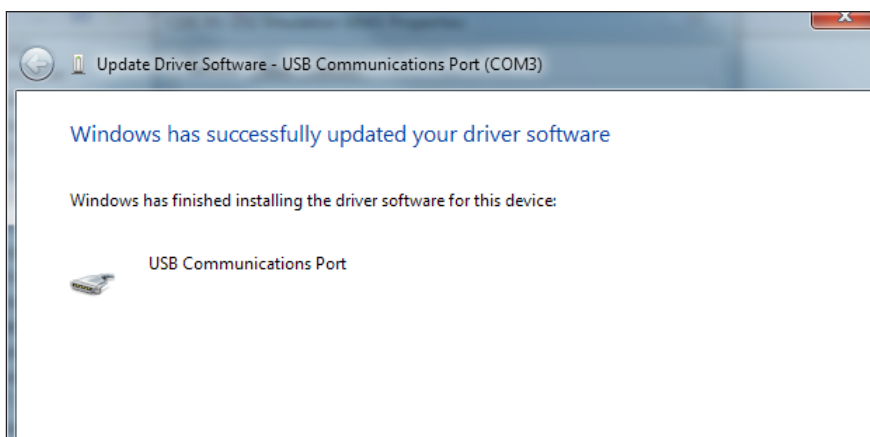 Update Driver Software - USB Communications Port (COM3)
Windows has successfully updated your driver software
Windows has finished installing the driver software for this device:
USB Communications Port